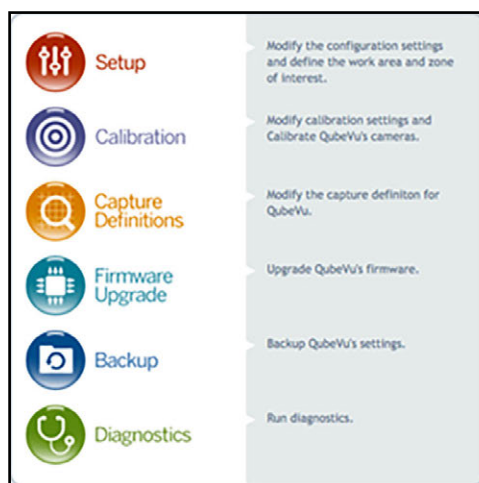 Setup
Modify the configuration settings
and define the work area and zone
of interest.
Calibration
Modify calibration settings and
Calibrate QubeVu's cameras.
Capture
Definitions
Modify the capture definiton for
QubeVu.
Firmware
Upgrade
Upgrade QubeVu's firmware.
Backup
Backup QubeVu's settings.
Diagnostics
Run diagnostics.